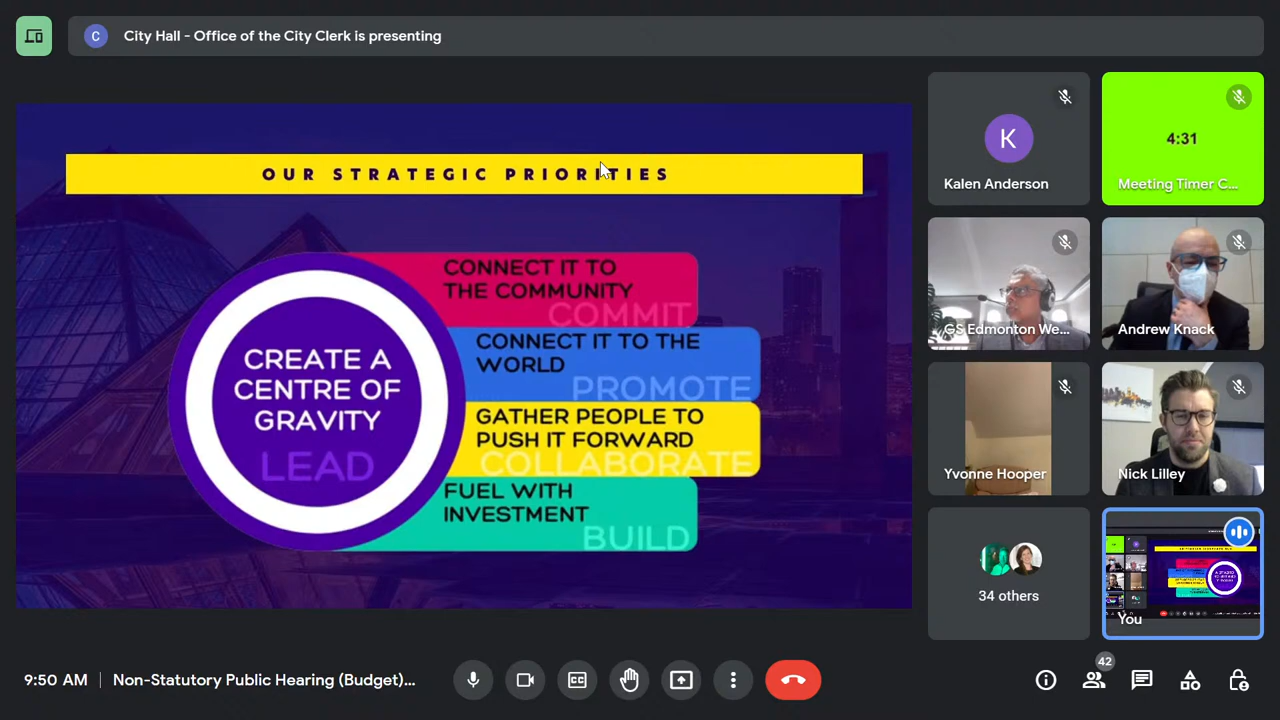 City Hall - Office of the City Clerk is presenting
OUR STRATEGIC PRIORITIES
CREATE A
CENTRE OF
GRAVITY
LEAD
CONNECT IT TO
THE COMMUNITY
COMMIT
CONNECT IT TO THE
WORLD
PROMOTE
GATHER PEOPLE TO
PUSH IT FORWARD
COLLABORATE
FUEL WITH
INVESTMENT
BUILD
K
Kalen Anderson
4:31
Meeting Timer C...
GS Edmonton We...
Andrew Knack
Yvonne Hooper
Nick Lilley
34 others
You
9:50 AM
Non-Statutory Public Hearing (Budget)...
42